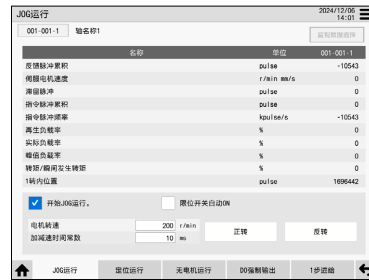 JOG运行
2024/12/06
14:01
001-001-1 轴名称1
监视数据选择
名称 单位 001-001-1
反馈脉冲累积 pulse -10543
伺服电机速度 r/min mm/s 0
滞留脉冲 pulse 0
指令脉冲累积 pulse 0
指令脉冲频率 kpulse/s -10543
再生负载率 % 0
实际负载率 % 0
峰值负载率 % 0
转矩/瞬间发生转矩 % 0
1转内位置 pulse 1696442
开始JOG运行。 限位开关自动ON
电机转速 200 r/min 正转 反转
加减速时间常数 10 ms
JOG运行 定位运行 无电机运行 DO强制输出 1步进给